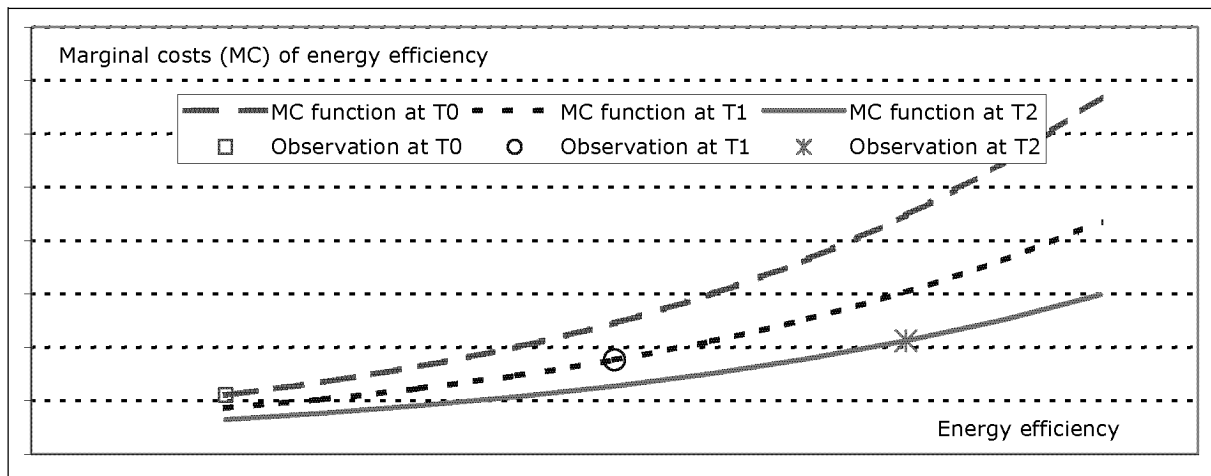 Marginal costs (MC) of energy efficiency
MC function at T0 MC function at T1 MC function at T2
Observation at T0 Observation at T1 Observation at T2
Energy efficiency